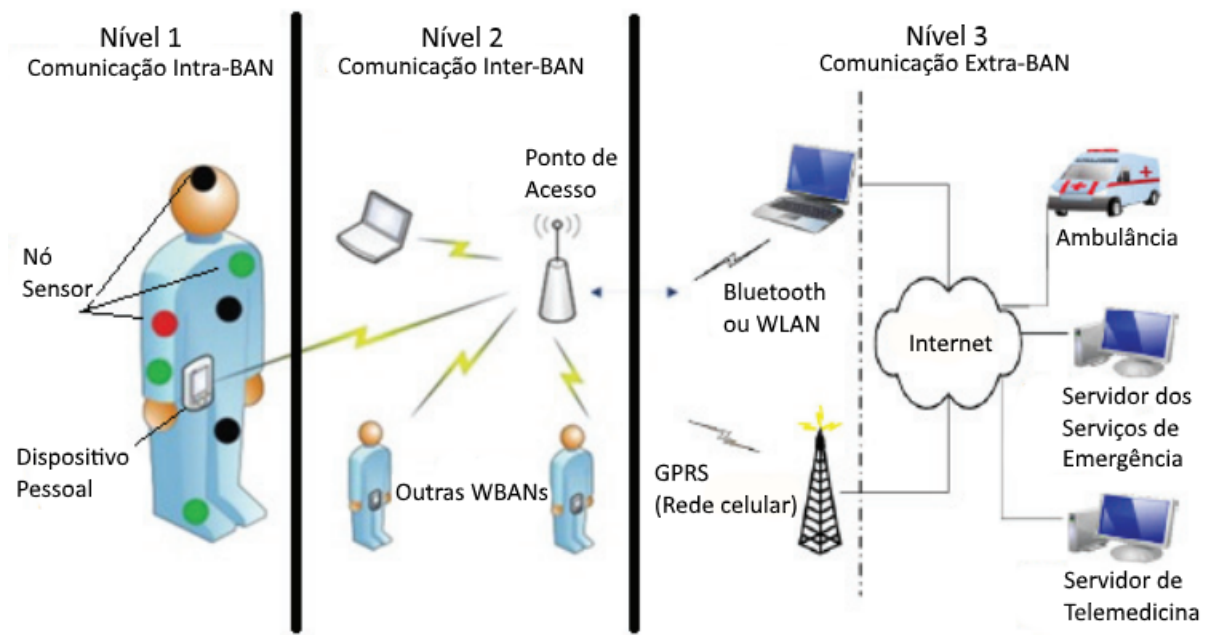 Nível 1
Comunicação Intra-BAN
Nó
Sensor
Dispositivo
Pessoal
Nível 2
Comunicação Inter-BAN
Ponto de
Acesso
Outras WBANs
Nível 3
Comunicação Extra-BAN
Bluetooth
ou WLAN
GPRS
(Rede celular)
Internet
Ambulância
Servidor dos
Serviços de
Emergência
Servidor de
Telemedicina